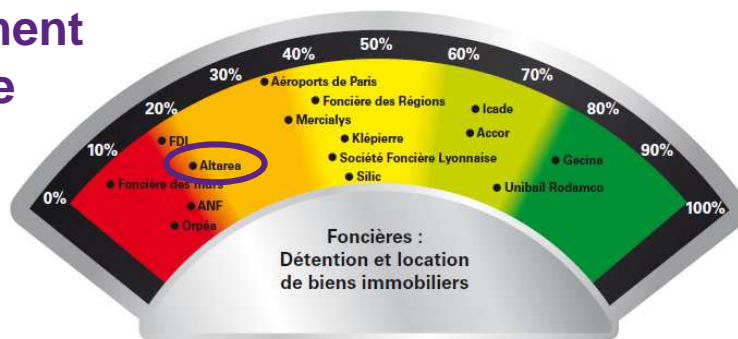 ment
e
0%
10%
20%
30%
40%
50%
60%
70%
80%
90%
100%
Aéroports de Paris
Foncière des Régions
Mercialys
Icade
Accor
FDL
Altarea
Klépierre
Société Foncière Lyonnaise
Silic
Gecina
Unibail Rodamco
Foncière des murs
ANF
Orpéa
Foncières :
Détention et location
de biens immobiliers